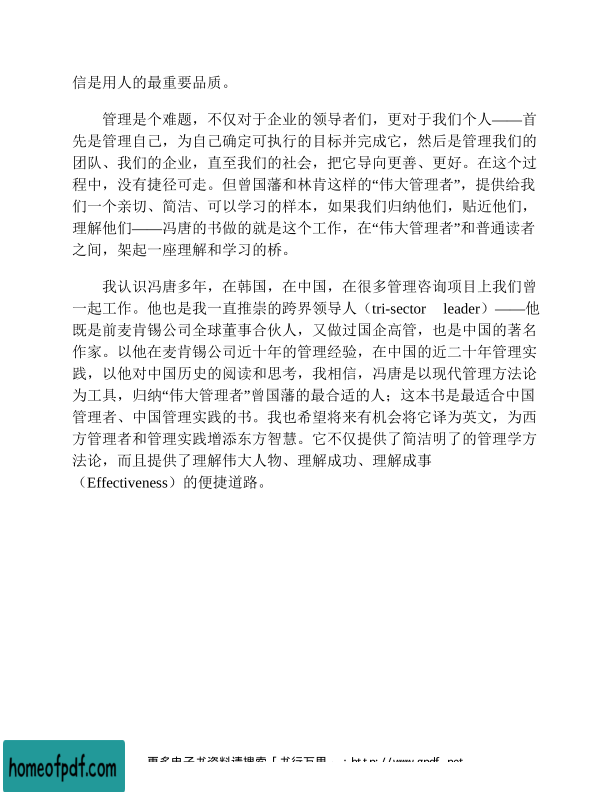 信是用人的最重要品质。
管理是个难题，不仅对于企业的领导者们，更对于我们个人——首
先是管理自己，为自己确定可执行的目标并完成它，然后是管理我们的
团队、我们的企业，直至我们的社会，把它导向更善、更好。在这个过
程中，没有捷径可走。但曾国藩和林肯这样的“伟大管理者”，提供给我
们一个亲切、简洁、可以学习的样本，如果我们归纳他们，贴近他们，
理解他们——冯唐的书做的就是这个工作，在“伟大管理者”和普通读者
之间，架起一座理解和学习的桥。
我认识冯唐多年，在韩国，在中国，在很多管理咨询项目上我们曾
一起工作。他也是我一直推崇的跨界领导人（tri-sector leader）——他
既是前麦肯锡公司全球董事合伙人，又做过国企高管，也是中国的著名
作家。以他在麦肯锡公司近十年的管理经验，在中国的近二十年管理实
践，以他对中国历史的阅读和思考，我相信，冯唐是以现代管理方法论
为工具，归纳“伟大管理者”曾国藩的最合适的人；这本书是最适合中国
管理者、中国管理实践的书。我也希望将来有机会将它译为英文，为西
方管理者和管理实践增添东方智慧。它不仅提供了简洁明了的管理学方
法论，而且提供了理解伟大人物、理解成功、理解成事
（Effectiveness）的便捷道路。
homeofpdf.com
更多电子书资料请搜索「书行万里